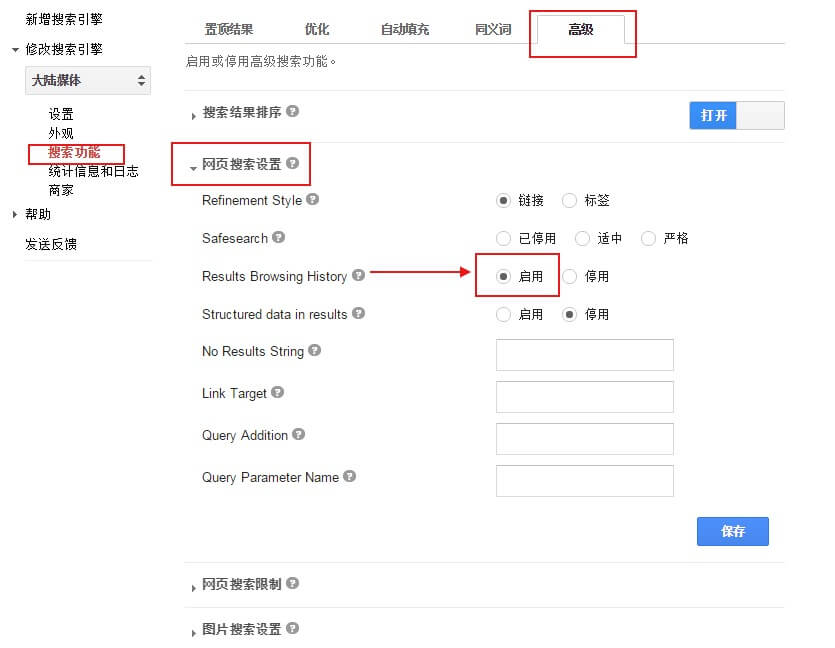 新增搜索引擎
修改搜索引擎
大陆媒体
设置
外观
搜索功能
统计信息和日志
商家
帮助
发送反馈
置顶结果 优化 自动填充 同义词 高级
启用或停用高级搜索功能。
搜索结果排序 ? 打开
网页搜索设置 ?
Refinement Style ? 链接 标签
Safesearch ? 已停用 适中 严格
Results Browsing History ? 启用 停用
Structured data in results ? 启用 停用
No Results String ?
Link Target ?
Query Addition ?
Query Parameter Name ?
保存
网页搜索限制 ?
图片搜索设置 ?